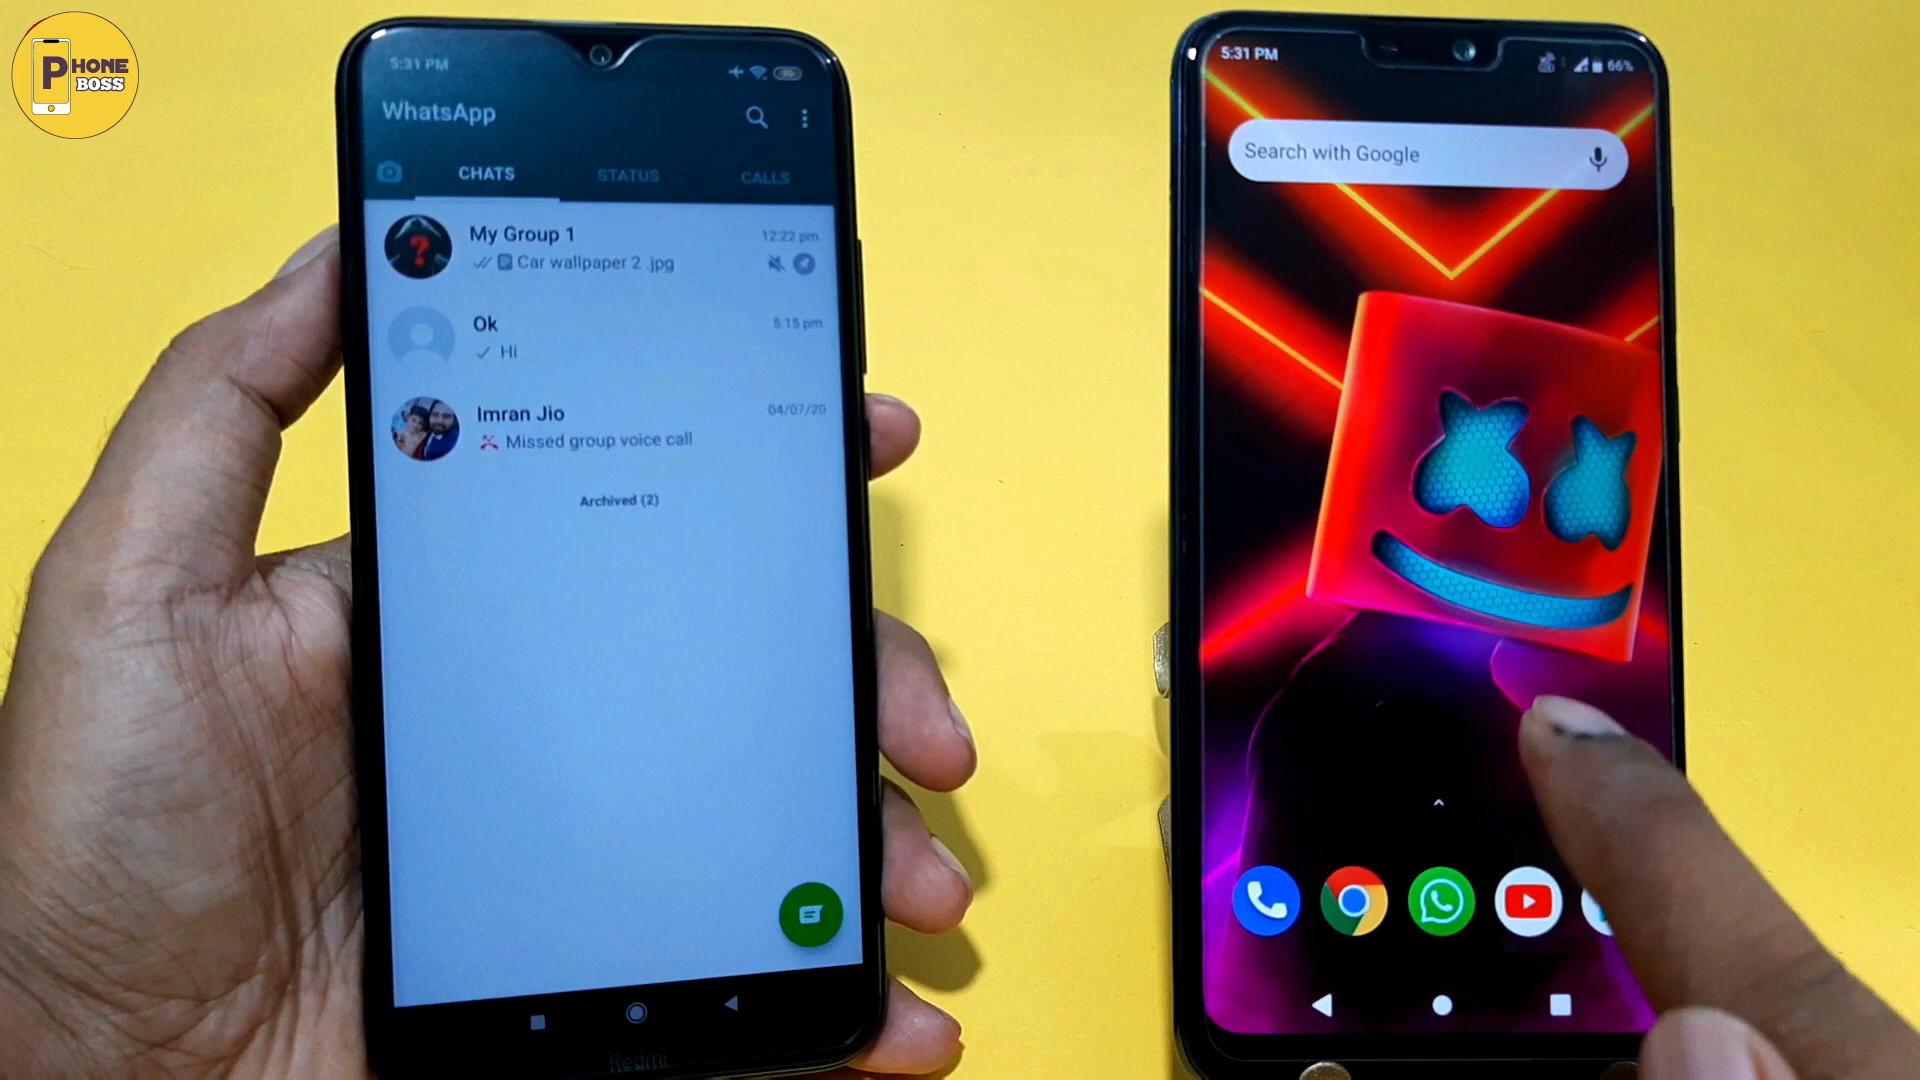 PHONE
BOSS
5:31 PM
WhatsApp
CHATS
STATUS
CALLS
My Group 1
12:22 pm
Car wallpaper 2 .jpg
Ok
5:15 pm
Hi
Imran Jio
04/07/20
Missed group voice call
Archived (2)
Redmi
5:31 PM
66%
Search with Google